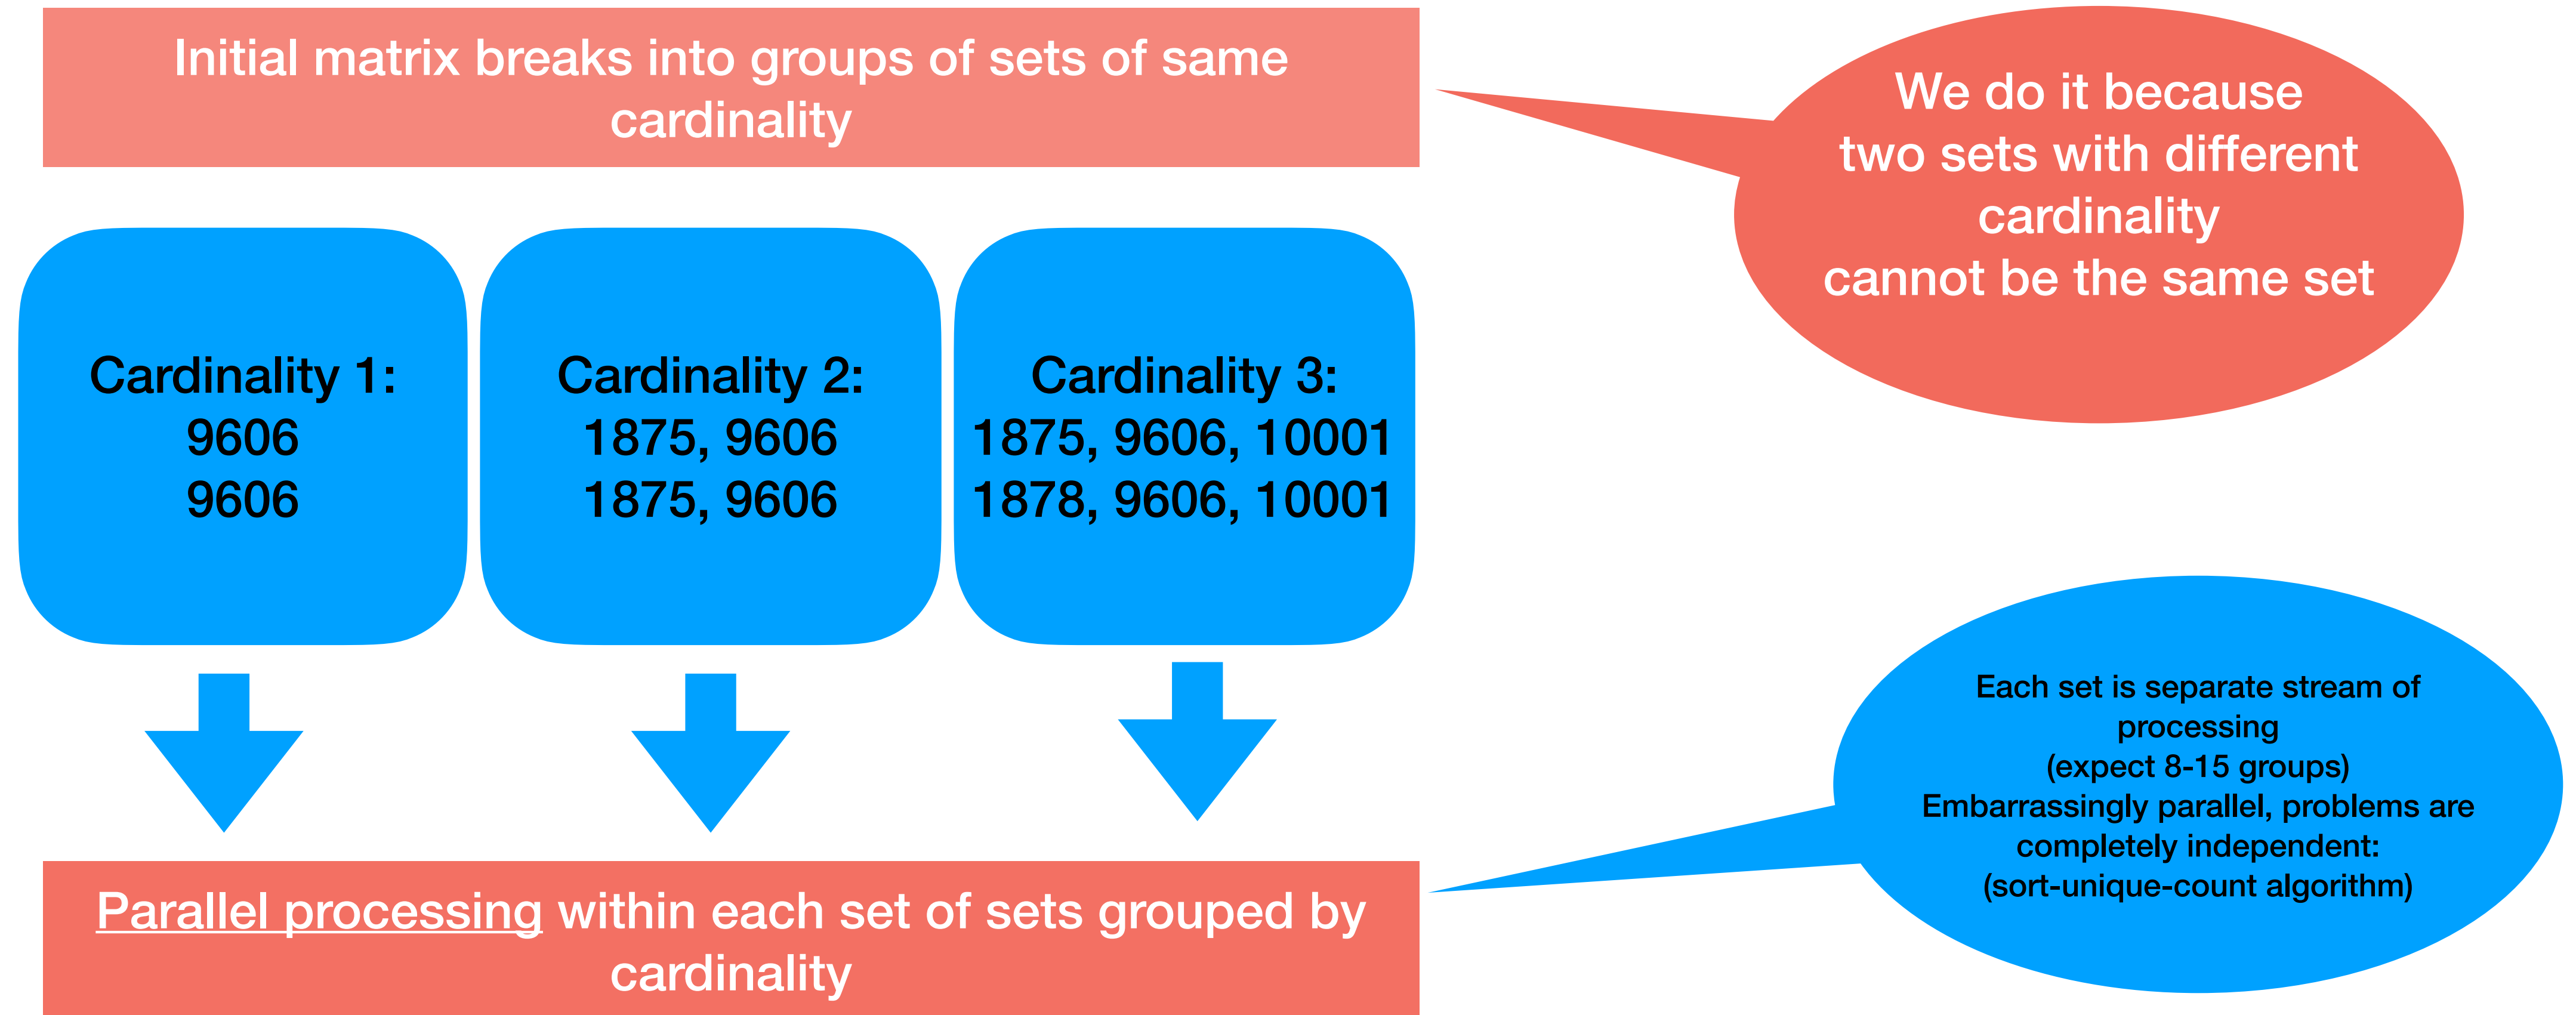 Initial matrix breaks into groups of sets of same
cardinality
We do it because
two sets with different
cardinality
cannot be the same set
Cardinality 1:
9606
9606
Cardinality 2:
1875, 9606
1875, 9606
Cardinality 3:
1875, 9606, 10001
1878, 9606, 10001
Each set is separate stream of
processing
(expect 8-15 groups)
Embarrassingly parallel, problems are
completely independent:
(sort-unique-count algorithm)
Parallel processing within each set of sets grouped by
cardinality